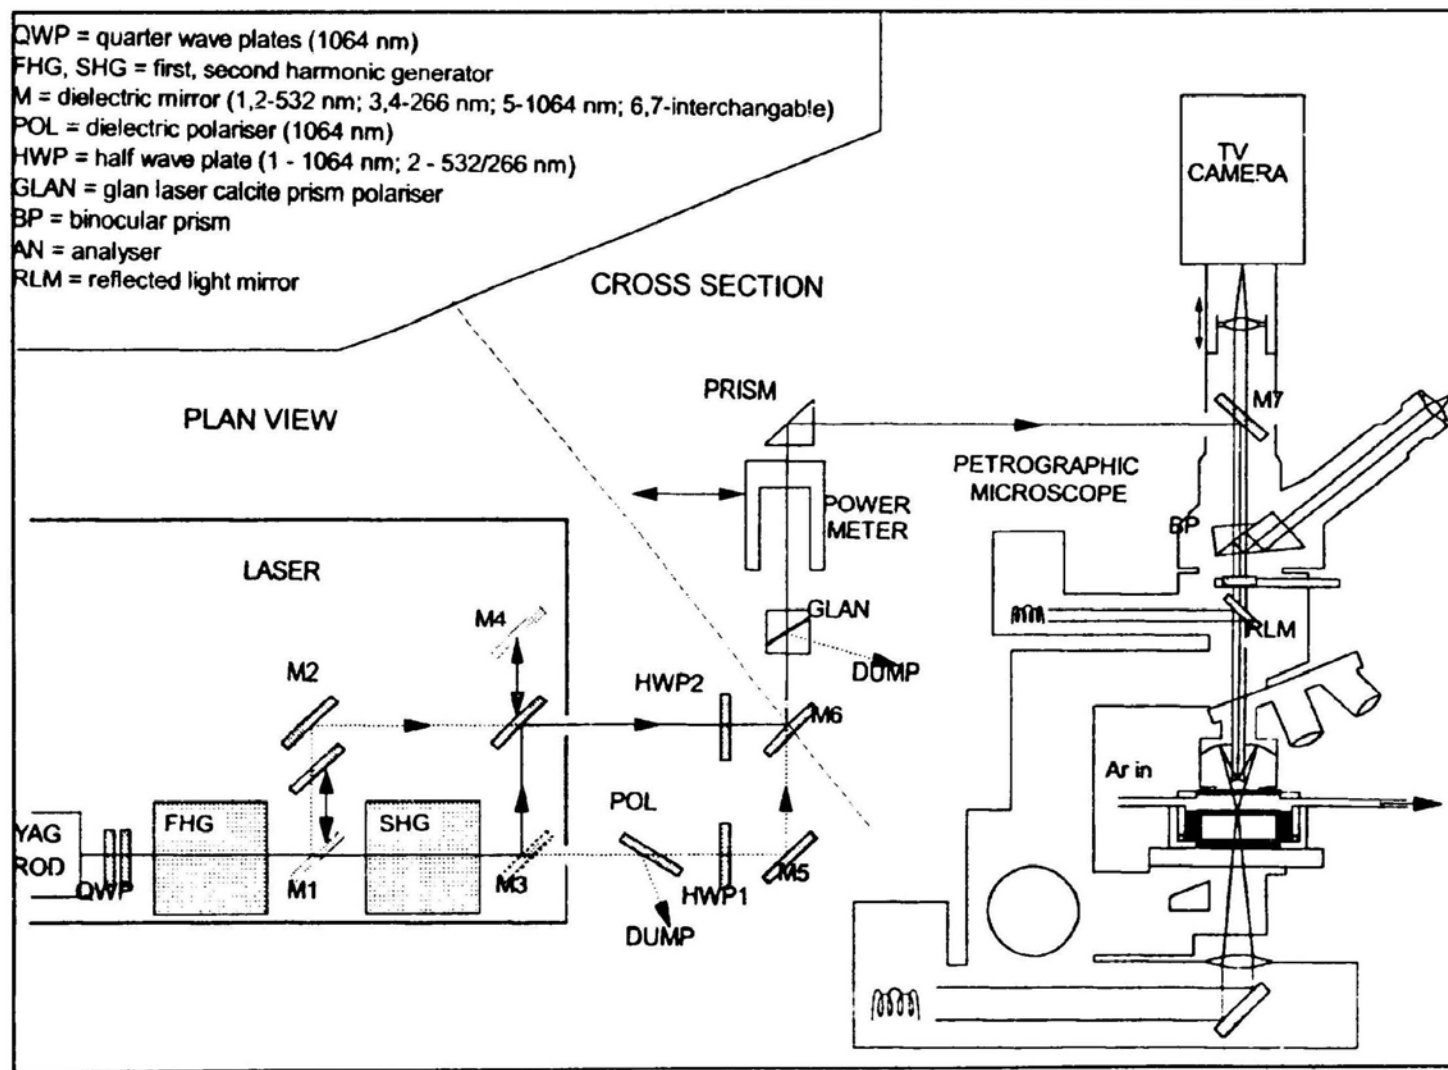 QWP = quarter wave plates (1064 nm)
FHG, SHG = first, second harmonic generator
M = dielectric mirror (1,2-532 nm; 3,4-266 nm; 5-1064 nm; 6,7-interchangable)
POL = dielectric polariser (1064 nm)
HWP = half wave plate (1 - 1064 nm; 2 - 532/266 nm)
GLAN = glan laser calcite prism polariser
BP = binocular prism
AN = analyser
RLM = reflected light mirror
TV
CAMERA
CROSS SECTION
PLAN VIEW
PRISM
M7
PETROGRAPHIC
MICROSCOPE
POWER
METER
BP
LASER
GLAN
RLM
M4
DUMP
M2
HWP2
M6
Ar in
POL
YAG
ROD
FHG
SHG
QWP
M1
M3
HWP1
M5
DUMP